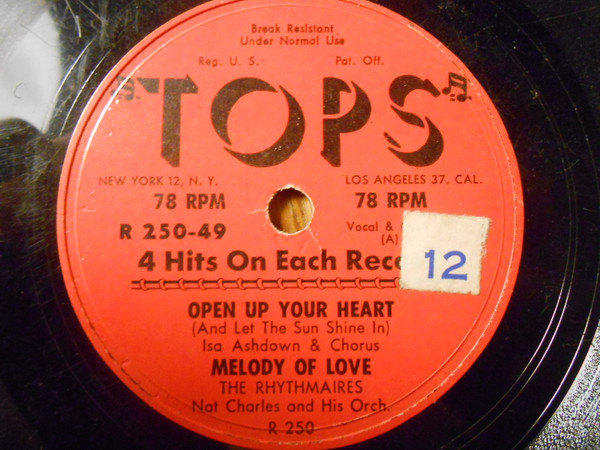 Break Resistant
Under Normal Use
Reg. U. S. Pat. Off.
TOPS
NEW YORK 12, N. Y. LOS ANGELES 37, CAL.
78 RPM 78 RPM
R 250-49 Vocal &
(A)
4 Hits On Each Reco
12
OPEN UP YOUR HEART
(And Let The Sun Shine In)
Isa Ashdown & Chorus
MELODY OF LOVE
THE RHYTHMAIRES
Nat Charles and His Orch.
R 250